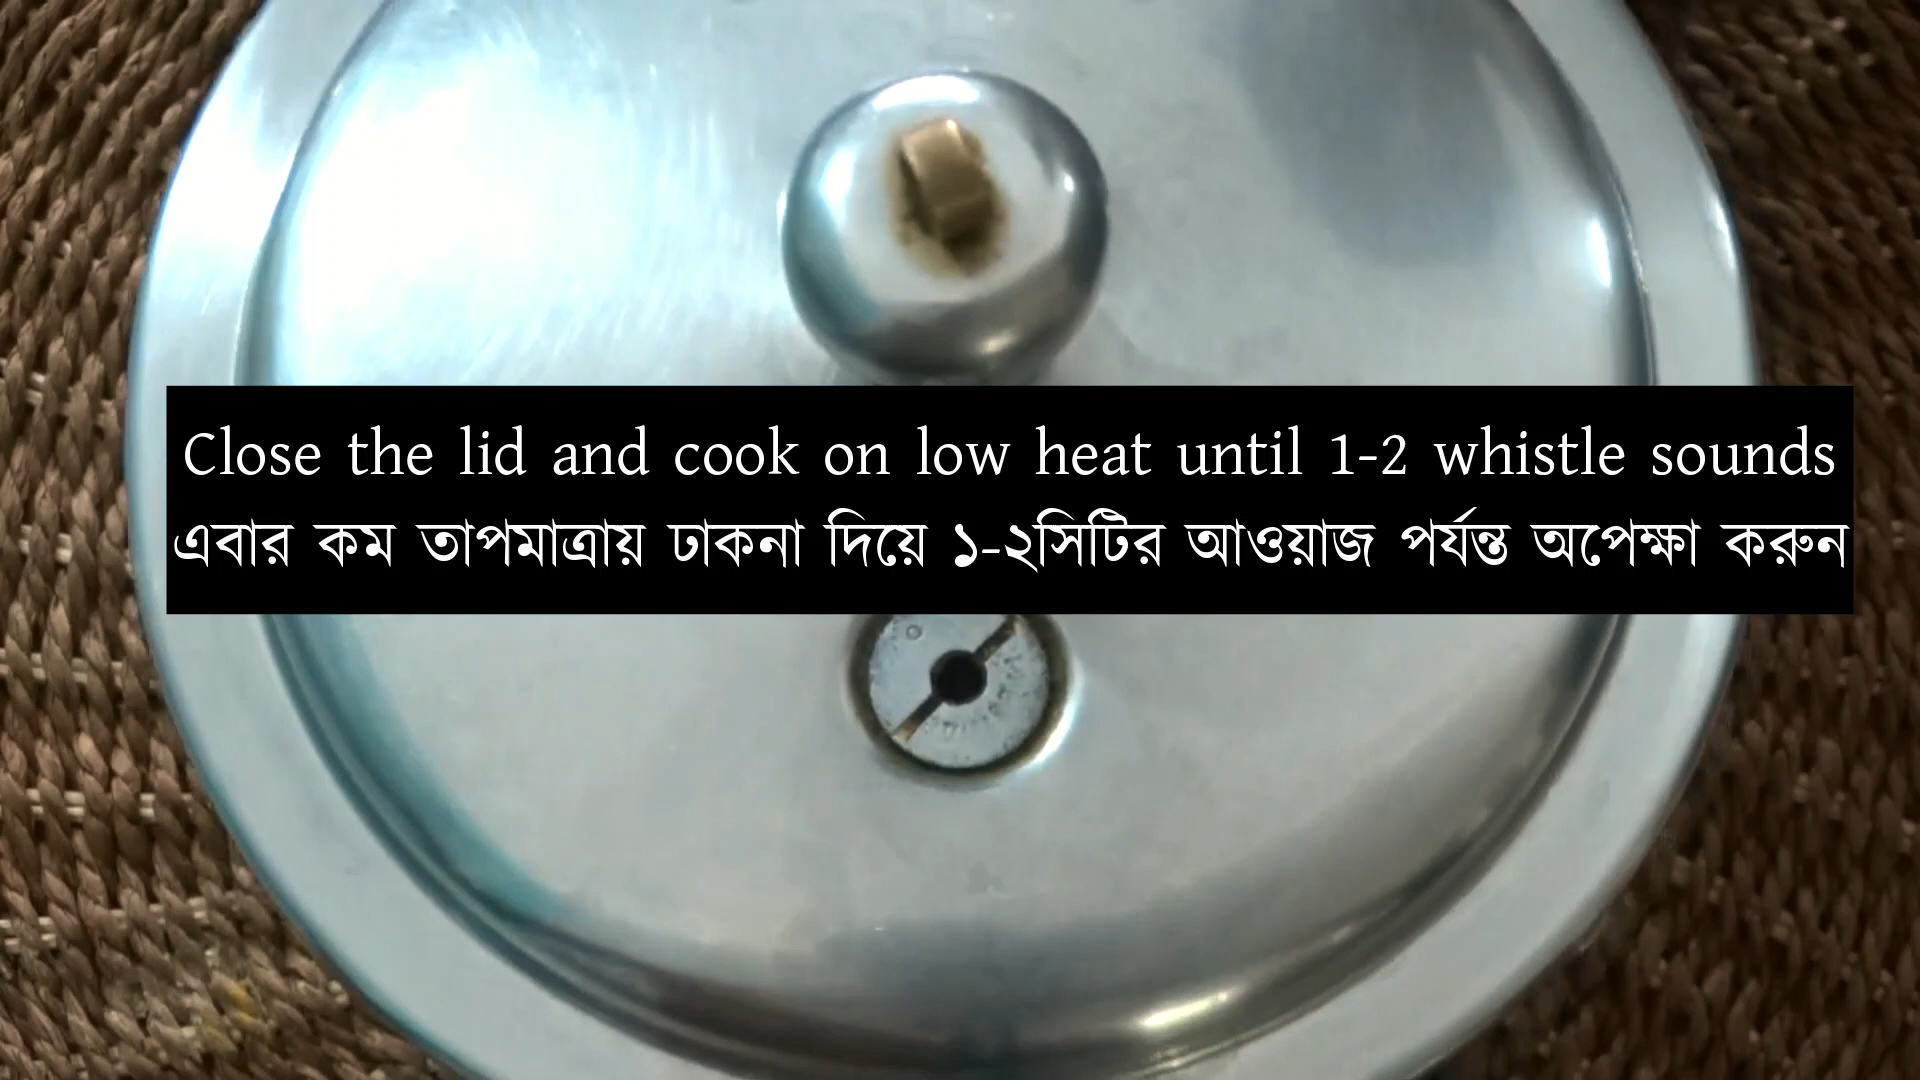 Close the lid and cook on low heat until 1-2 whistle sounds
এবার কম তাপমাত্রায় ঢাকনা দিয়ে ১-২সিটির আওয়াজ পর্যন্ত অপেক্ষা করুন